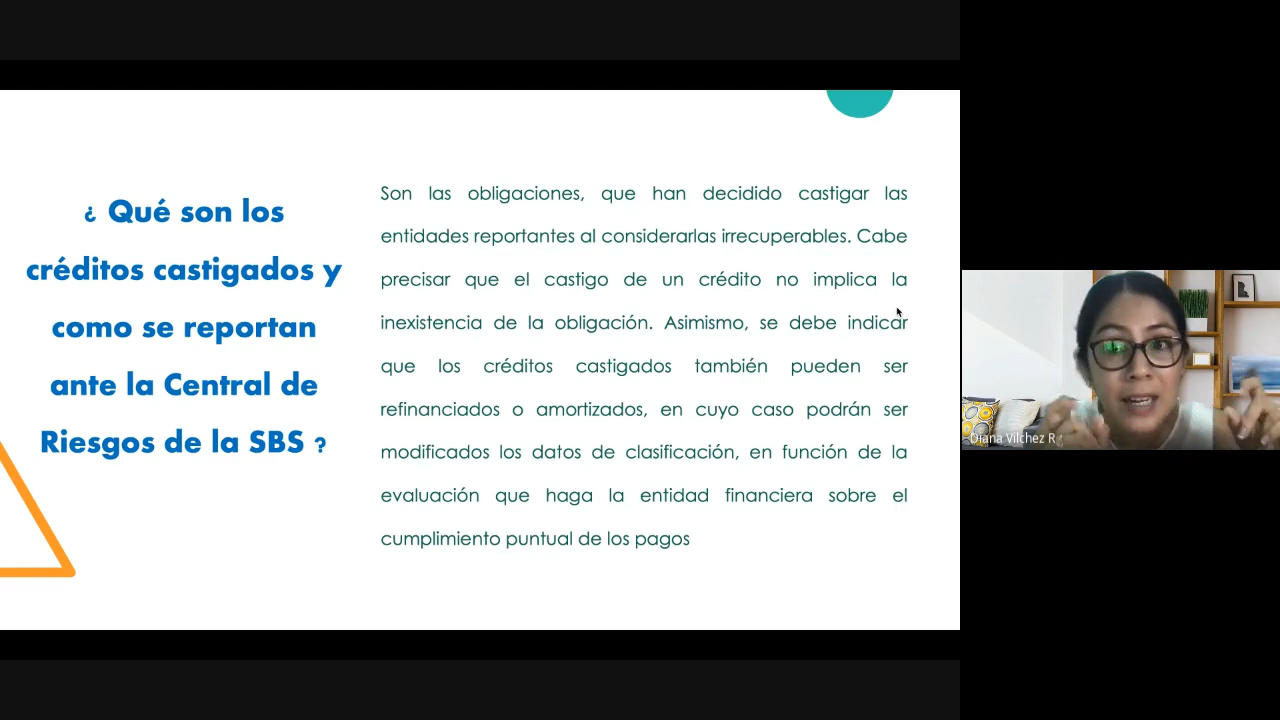 ¿ Qué son los
créditos castigados y
como se reportan
ante la Central de
Riesgos de la SBS ?
Son las obligaciones, que han decidido castigar las
entidades reportantes al considerarlas irrecuperables. Cabe
precisar que el castigo de un crédito no implica la
inexistencia de la obligación. Asimismo, se debe indicar
que los créditos castigados también pueden ser
refinanciados o amortizados, en cuyo caso podrán ser
modificados los datos de clasificación, en función de la
evaluación que haga la entidad financiera sobre el
cumplimiento puntual de los pagos
Diana Vilchez R